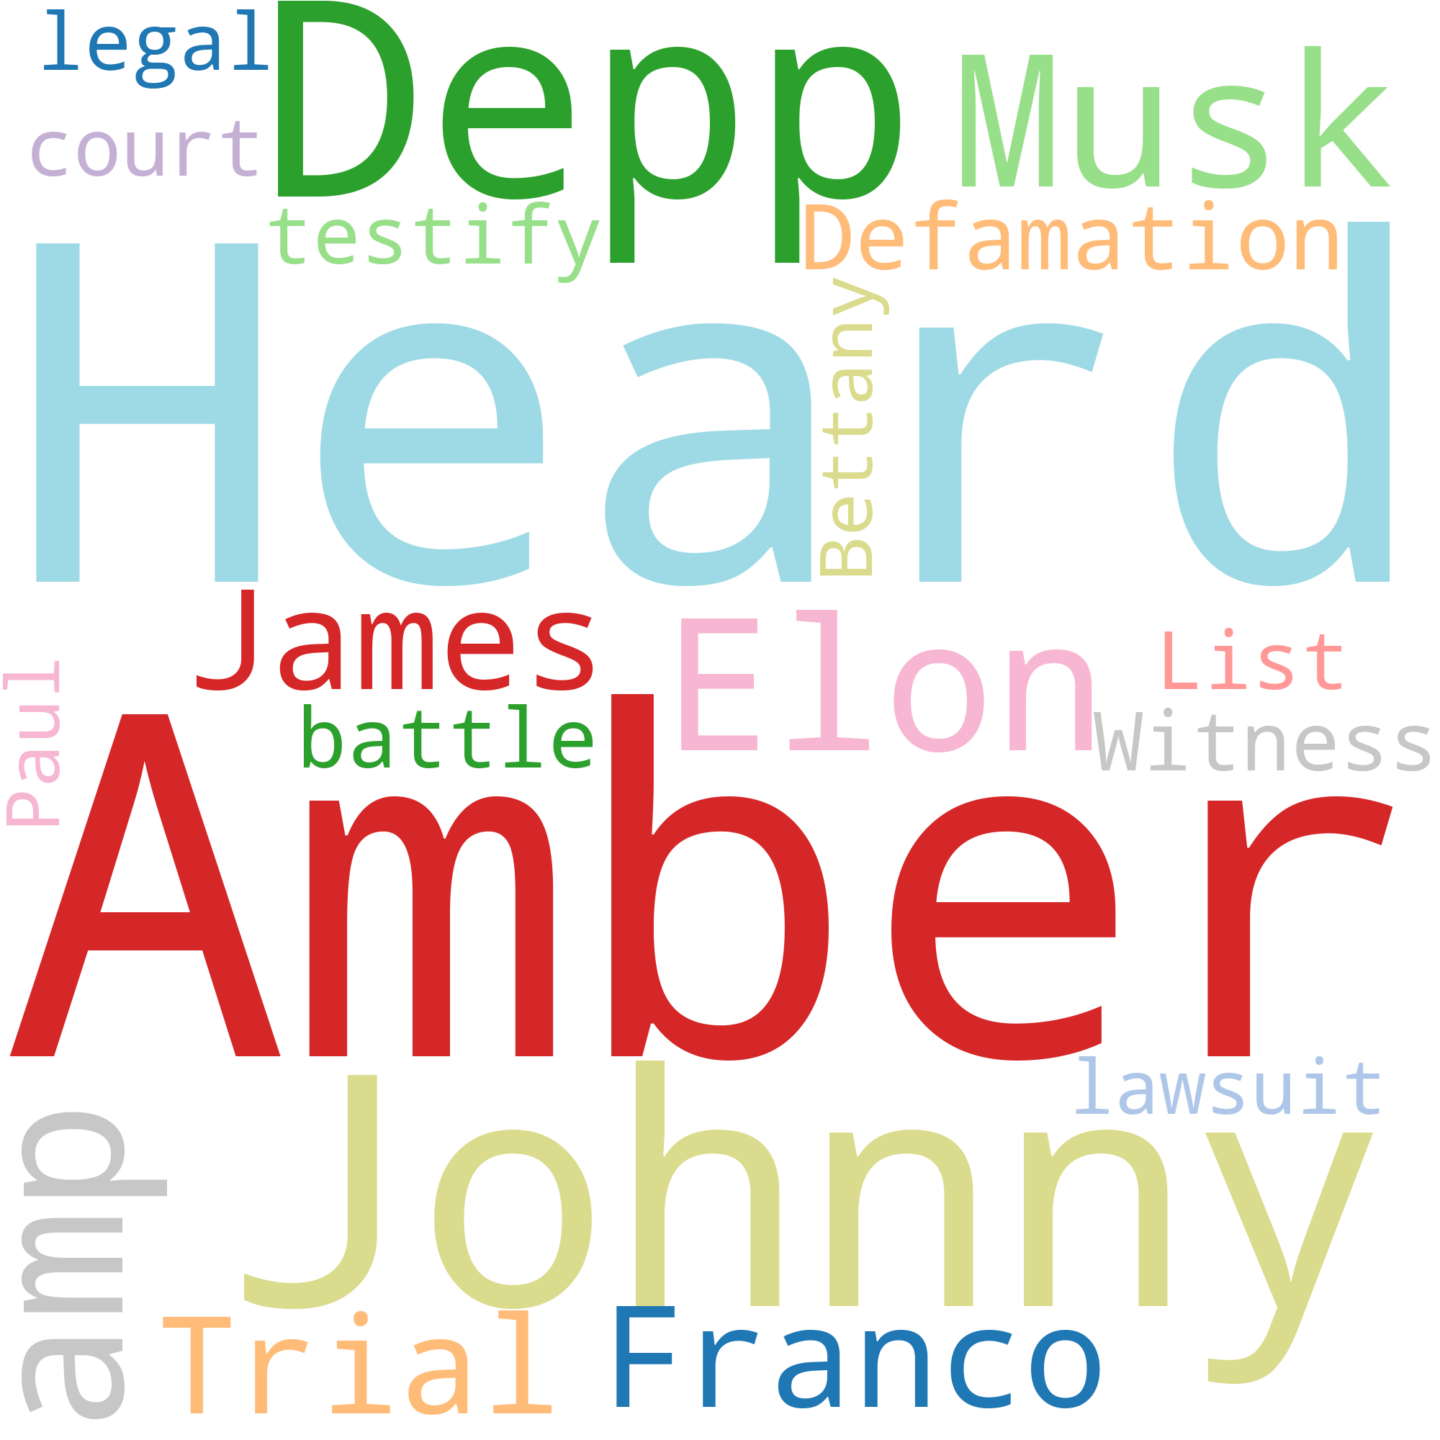 legal
Depp
Musk
court
testify
Defamation
Heard
Bettany
James
Elon
List
Paul
battle
Witness
Amber
lawsuit
amp
Johnny
Trial
Franco